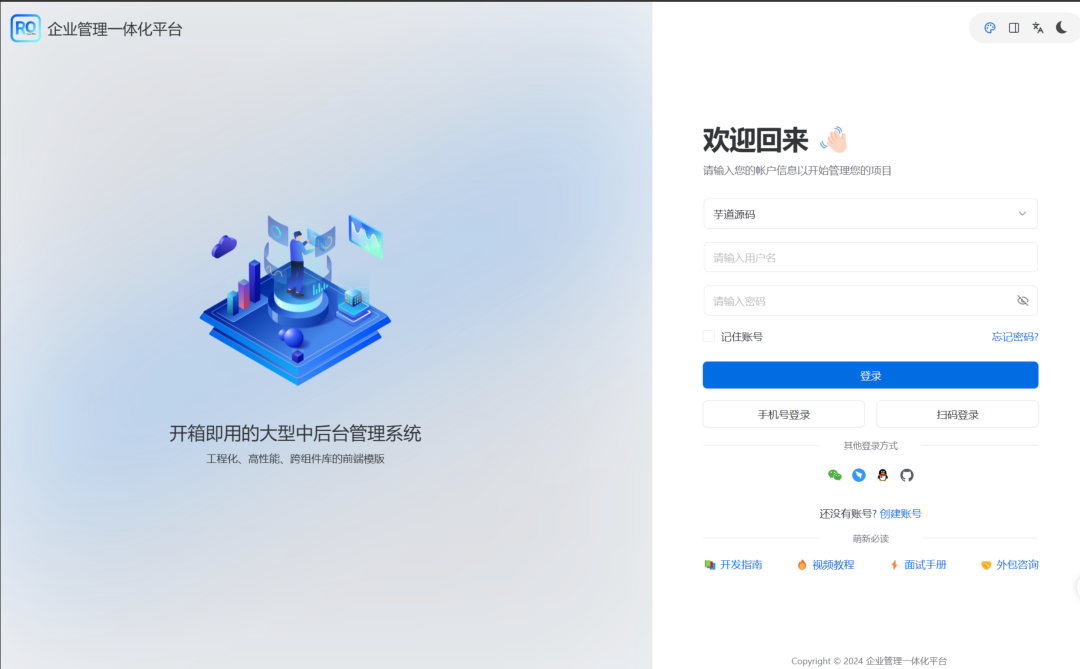 RO 企业管理一体化平台
开箱即用的大型中后台管理系统
工程化、高性能、跨组件库的前端模版
欢迎回来
请输入您的帐户信息以开始管理您的项目
芋道源码
请输入用户名
请输入密码
记住账号 忘记密码?
登录
手机号登录 扫码登录
其他登录方式
还没有账号? 创建账号
萌新必读
开发指南 视频教程 面试手册 外包咨询
Copyright © 2024 企业管理一体化平台